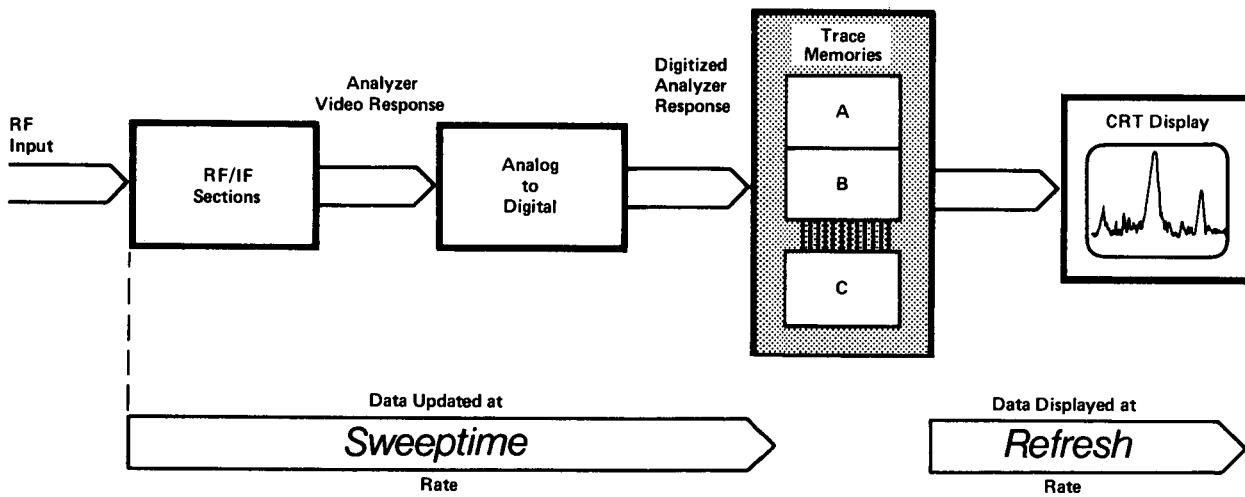 RF
Input
RF/IF
Sections
Analyzer
Video Response
Analog
to
Digital
Digitized
Analyzer
Response
Trace
Memories
A
B
C
CRT Display
Data Updated at
Sweeptime
Rate
Data Displayed at
Refresh
Rate